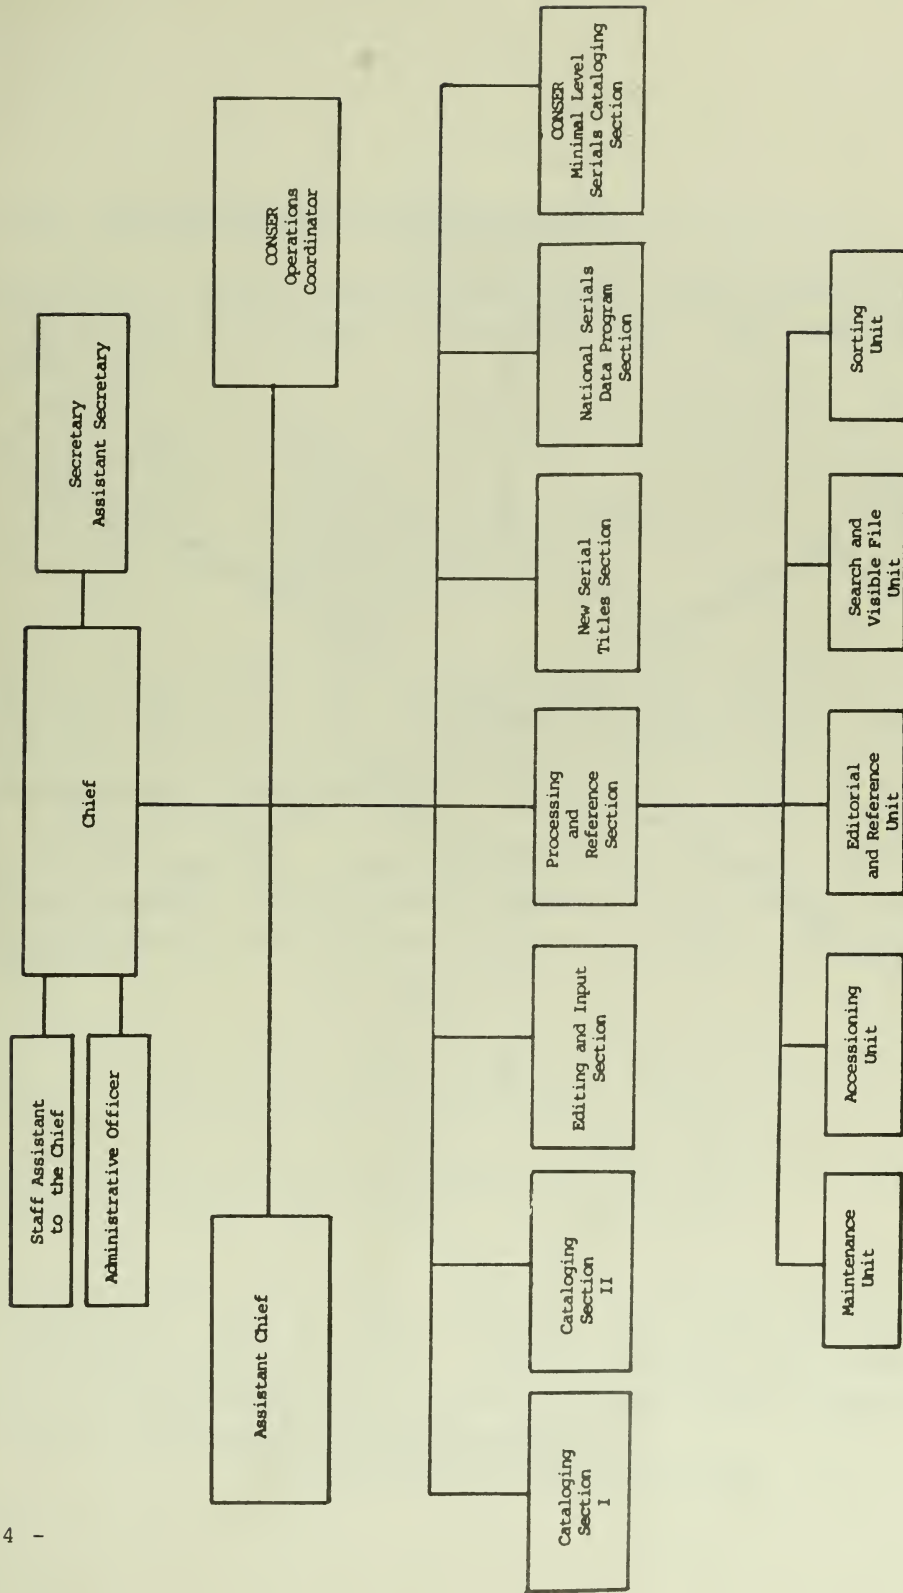 Staff Assistant
to the Chief
Administrative Officer
Chief
Secretary
Assistant Secretary
Assistant Chief
CONSER
Operations
Coordinator
Cataloging
Section
I
Cataloging
Section
II
Editing and Input
Section
Processing
and
Reference
Section
New Serial
Titles Section
National Serials
Data Program
Section
CONSER
Minimal Level
Serials Cataloging
Section
Maintenance
Unit
Accessioning
Unit
Editorial
and Reference
Unit
Search and
Visible File
Unit
Sorting
Unit
4 -